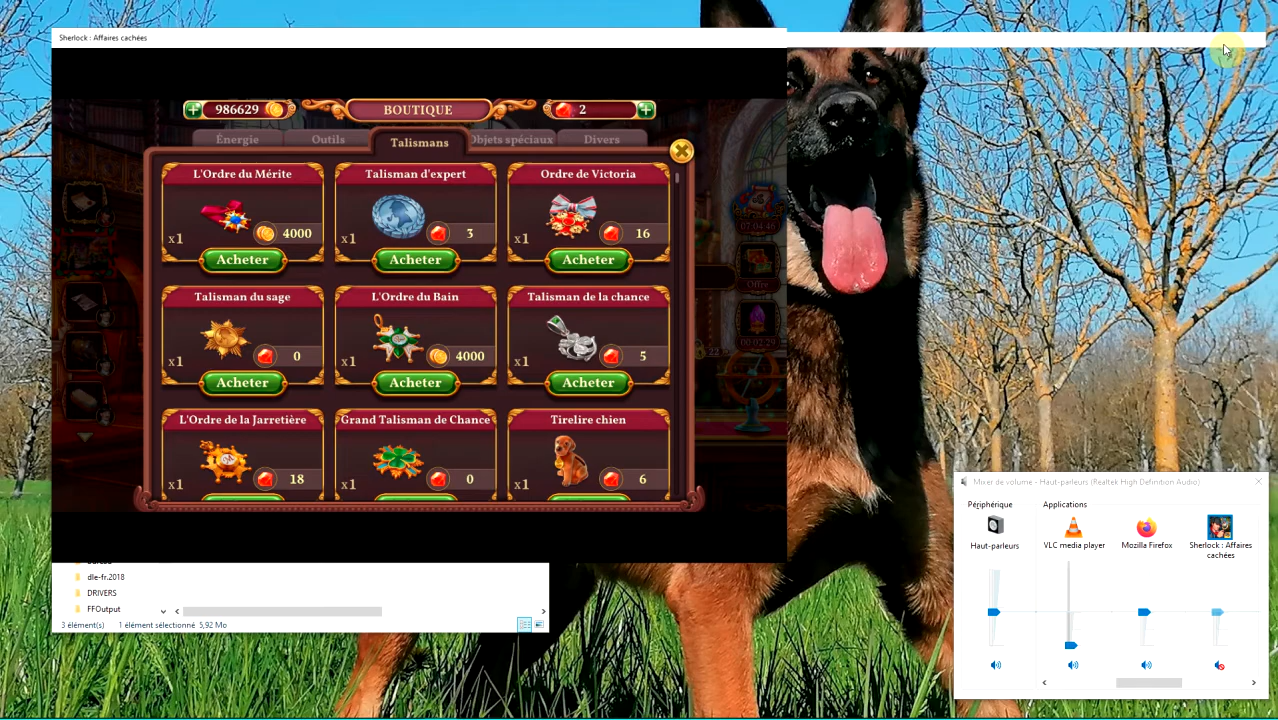 Sherlock : Affaires cachées
986629
BOUTIQUE
2
Énergie
Outils
Talismans
Objets spéciaux
Divers
L'Ordre du Mérite
Talisman d'expert
Ordre de Victoria
x1
4000
x1
3
x1
16
Acheter
Acheter
Acheter
07:04:46
Offre
Talisman du sage
L'Ordre du Bain
Talisman de la chance
x1
0
x1
4000
x1
5
00:02:29
22
Acheter
Acheter
Acheter
L'Ordre de la Jarretière
Grand Talisman de Chance
Tirelire chien
x1
18
x1
0
x1
6
dle-fr.2018
DRIVERS
FFOutput
3 élément(s)
1 élément sélectionné 5,92 Mo
Mixer de volume - Haut-parleurs (Realtek High Definition Audio)
Périphérique
Applications
Haut-parleurs
VLC media player
Mozilla Firefox
Sherlock : Affaires
cachées